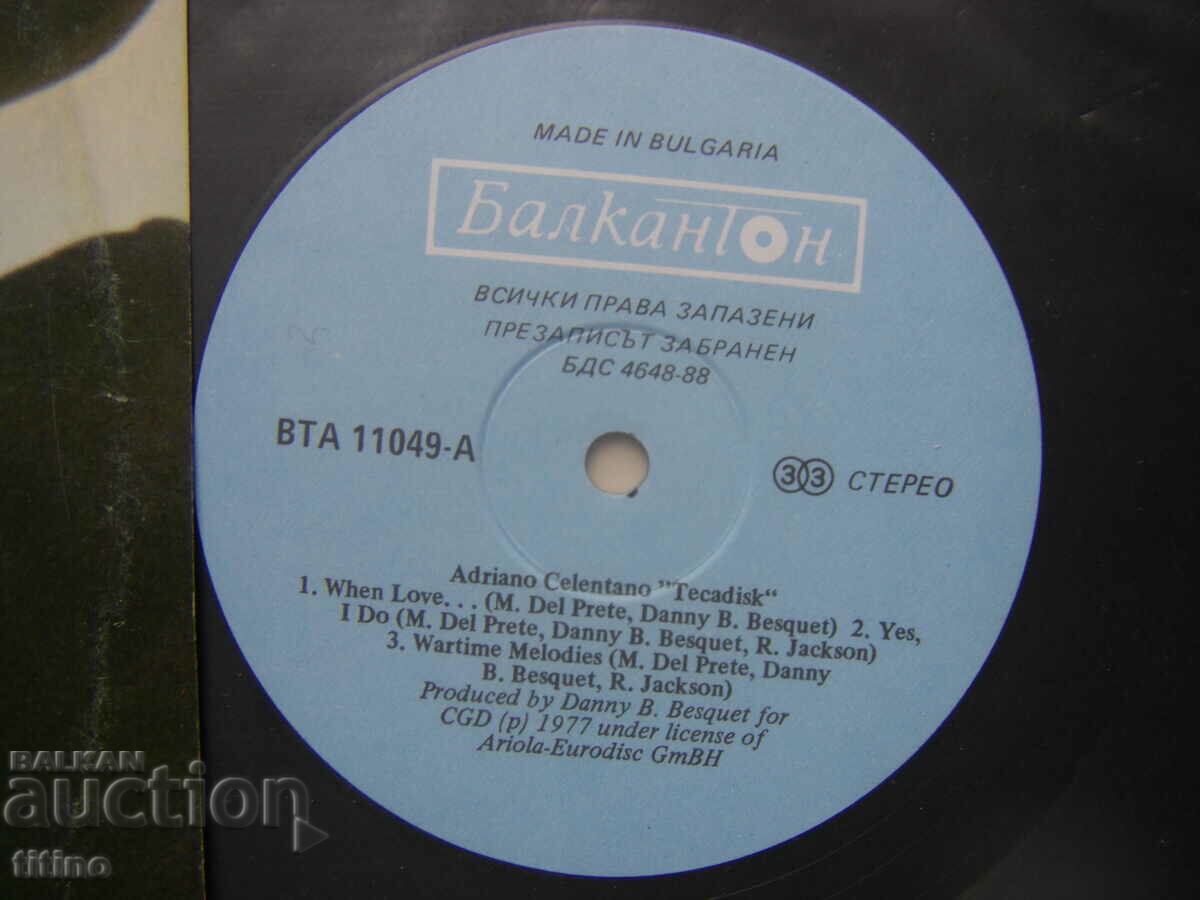 MADE IN BULGARIA
Балкантон
ВСИЧКИ ПРАВА ЗАПАЗЕНИ
ПРЕЗАПИСЪТ ЗАБРАНЕН
БДС 4648-88
ВТА 11049-А
33 СТЕРЕО
Adriano Celentano ”Tecadisk“
1. When Love. . . (M. Del Prete, Danny B. Besquet) 2. Yes,
I Do (M. Del Prete, Danny B. Besquet, R. Jackson)
3. Wartime Melodies (M. Del Prete, Danny
B. Besquet, R. Jackson)
Produced by Danny B. Besquet for
CGD (p) 1977 under license of
Ariola-Eurodisc GmBH
BALKAN
auction
titino